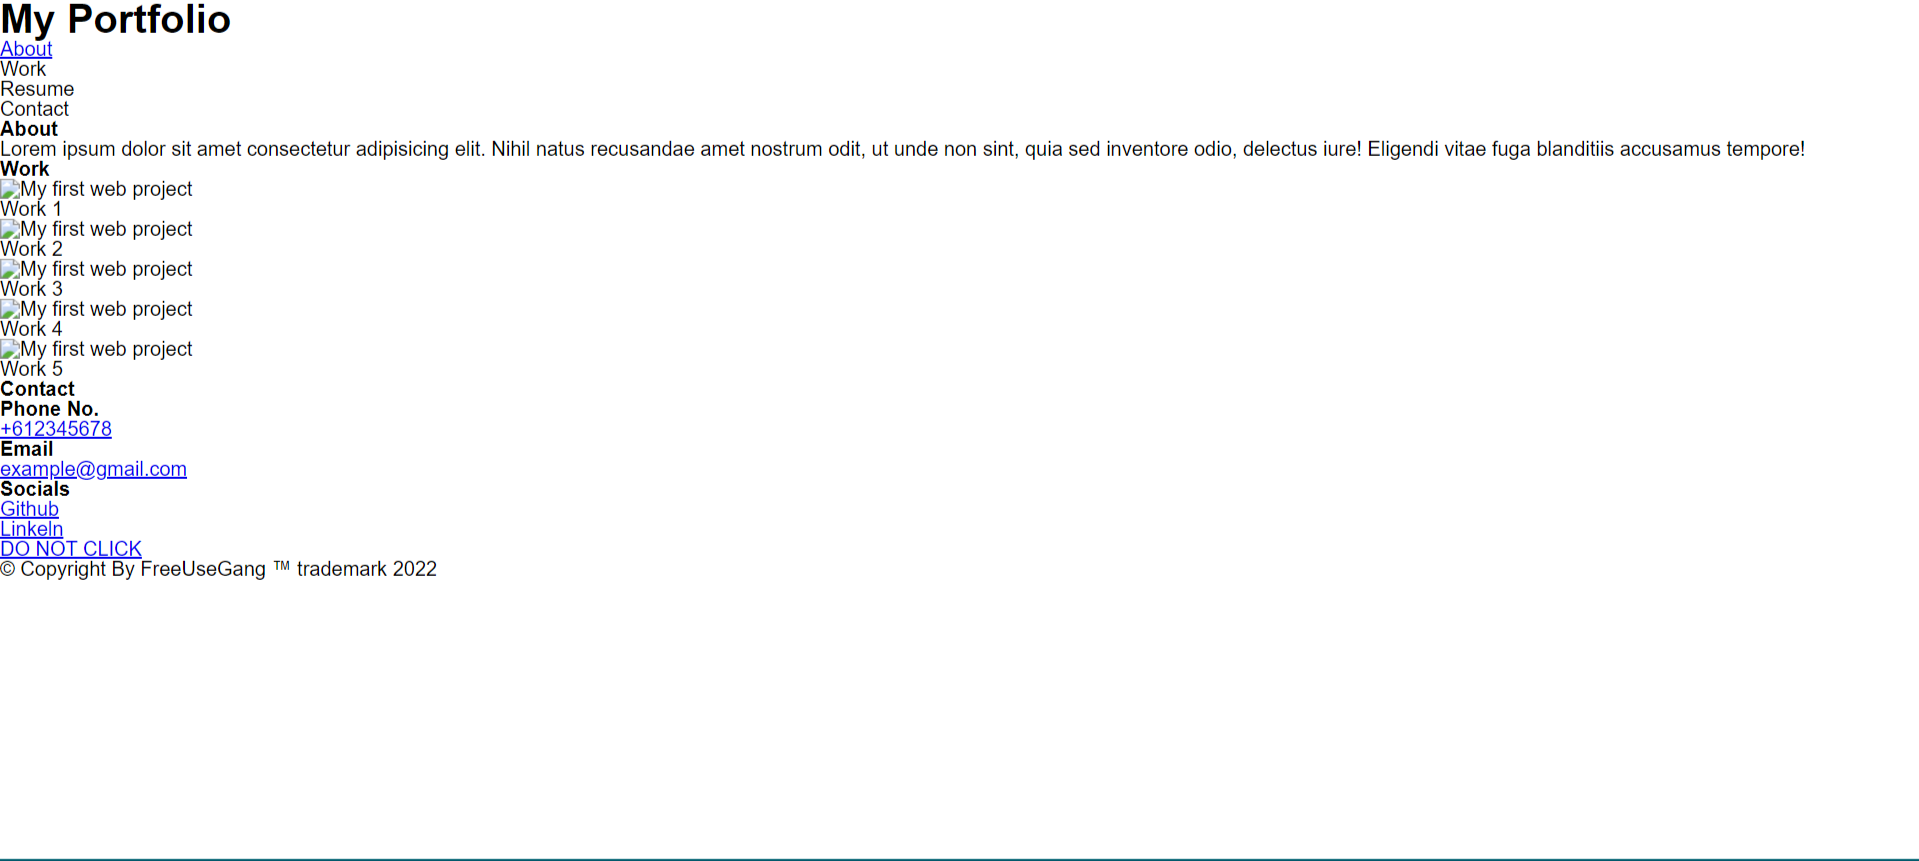 My Portfolio
About
Work
Resume
Contact
About
Lorem ipsum dolor sit amet consectetur adipisicing elit. Nihil natus recusandae amet nostrum odit, ut unde non sint, quia sed inventore odio, delectus iure! Eligendi vitae fuga blanditiis accusamus tempore!
Work
My first web project
Work 1
My first web project
Work 2
My first web project
Work 3
My first web project
Work 4
My first web project
Work 5
Contact
Phone No.
+612345678
Email
example@gmail.com
Socials
Github
LinkeIn
DO NOT CLICK
© Copyright By FreeUseGang ™ trademark 2022